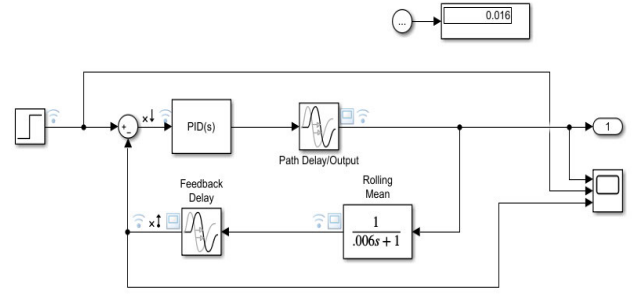 ...
0.016
+
−
PID(s)
Path Delay/Output
1
Feedback
Delay
Rolling
Mean
1
.006s + 1